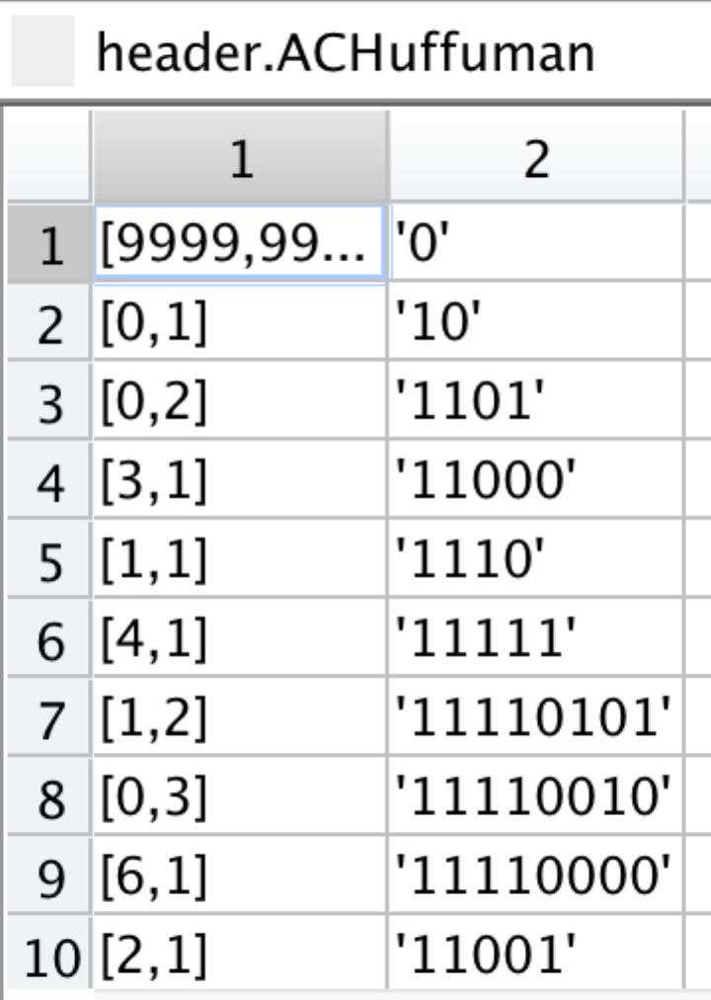 header.ACHuffuman
1 2
1 [9999,99... '0'
2 [0,1] '10'
3 [0,2] '1101'
4 [3,1] '11000'
5 [1,1] '1110'
6 [4,1] '11111'
7 [1,2] '11110101'
8 [0,3] '11110010'
9 [6,1] '11110000'
10 [2,1] '11001'